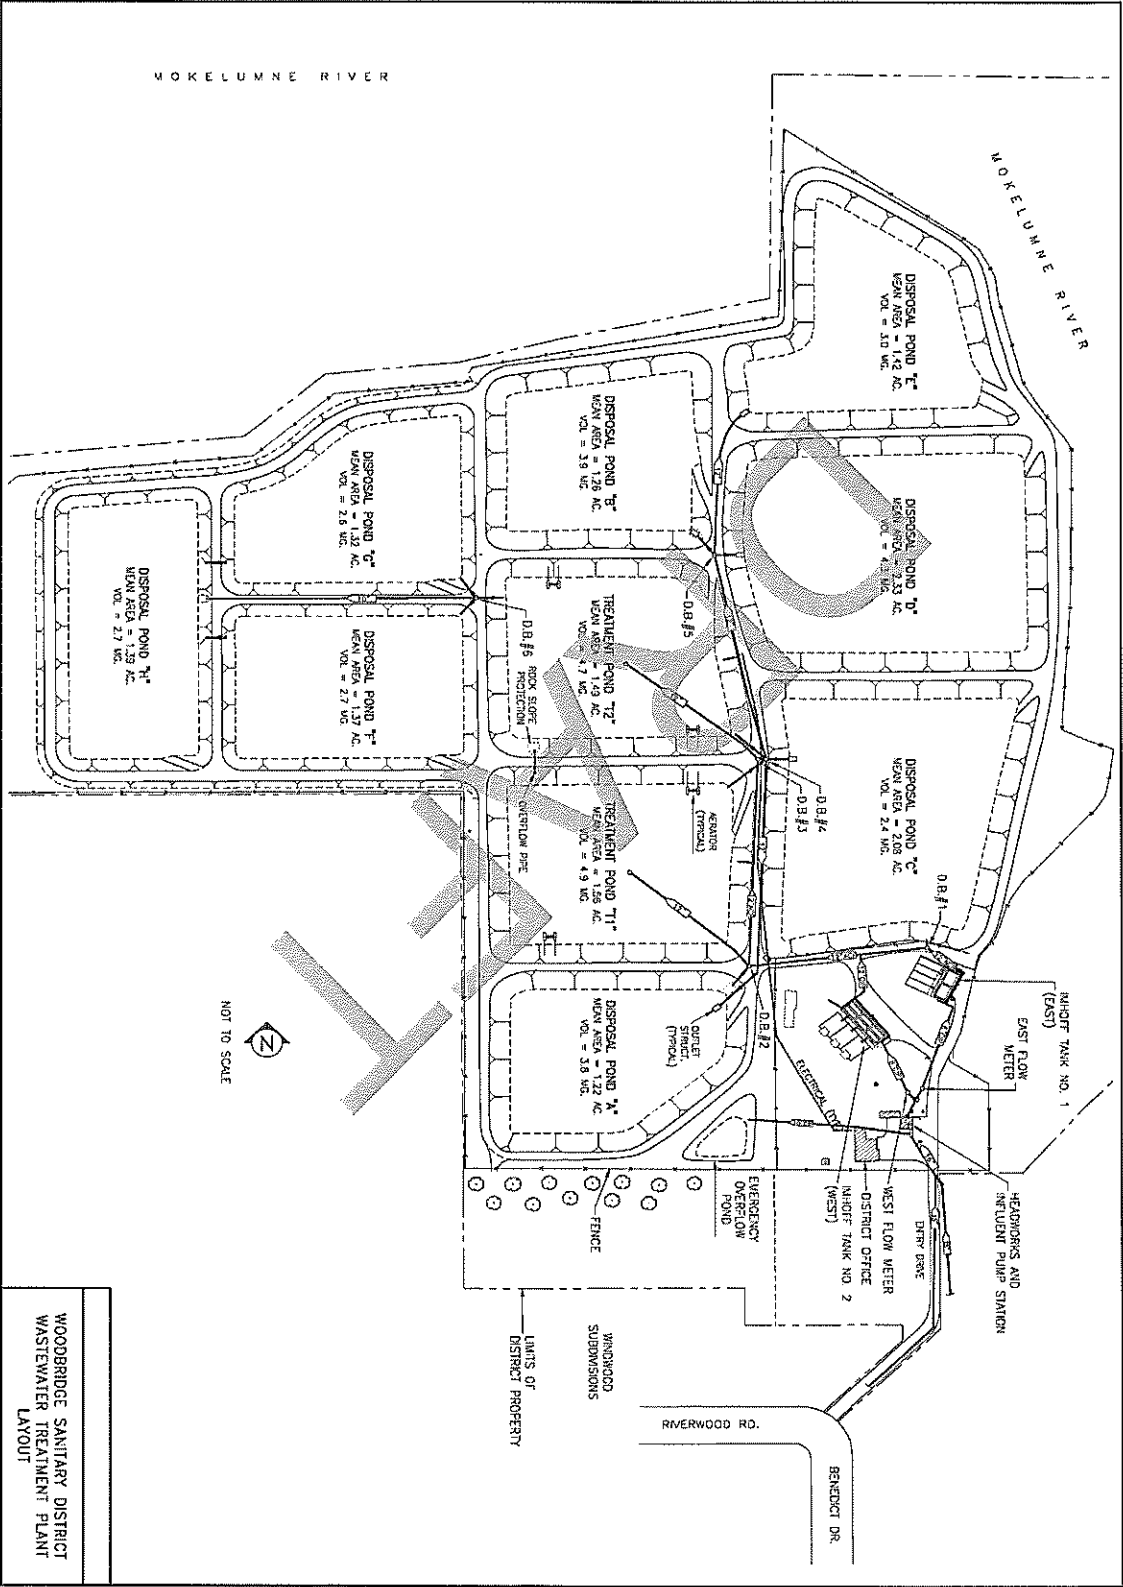 MOKELUMNE RIVER
MOKELUMNE RIVER
DISPOSAL POND "E"
MEAN AREA = 1.42 AC.
VOL = 3.0 MG.
DISPOSAL POND "D"
MEAN AREA
DISPOSAL POND "C"
MEAN AREA = 2.08 AC.
VOL = 2.4 MG.
DISPOSAL POND "B"
MEAN AREA = 1.26 AC.
VOL = 3.9 MG.
TREATMENT POND "T2"
MEAN AREA = 1.49 AC.
VOL = 4.7 MG.
TREATMENT POND "T1"
MEAN AREA = 1.56 AC.
VOL = 4.9 MG.
DISPOSAL POND "A"
MEAN AREA = 1.22 AC.
VOL = 3.8 MG.
DISPOSAL POND "G"
MEAN AREA = 1.32 AC.
VOL = 2.6 MG.
DISPOSAL POND "F"
MEAN AREA = 1.37 AC.
VOL = 2.7 MG.
DISPOSAL POND "H"
MEAN AREA = 1.39 AC.
VOL = 2.7 MG.
D.B.#1
D.B.#2
D.B.#4
D.B.#3
D.B.#5
D.B.#6
ROCK SLOPE
PROTECTION
OVERFLOW PIPE
AERATOR
(TYPICAL)
OUTLET
STRUCT.
(TYPICAL)
ELECTRICAL
IMHOFF TANK NO. 1
(EAST)
EAST FLOW
METER
HEADWORKS AND
INFLUENT PUMP STATION
ENTRY DRIVE
WEST FLOW METER
DISTRICT OFFICE
IMHOFF TANK NO. 2
(WEST)
EMERGENCY
OVERFLOW
POND
FENCE
WINDWOOD
SUBDIVISIONS
LIMITS OF
DISTRICT PROPERTY
RIVERWOOD RD.
BENEDICT DR.
N
NOT TO SCALE
DRAFT
WOODBRIDGE SANITARY DISTRICT
WASTEWATER TREATMENT PLANT
LAYOUT